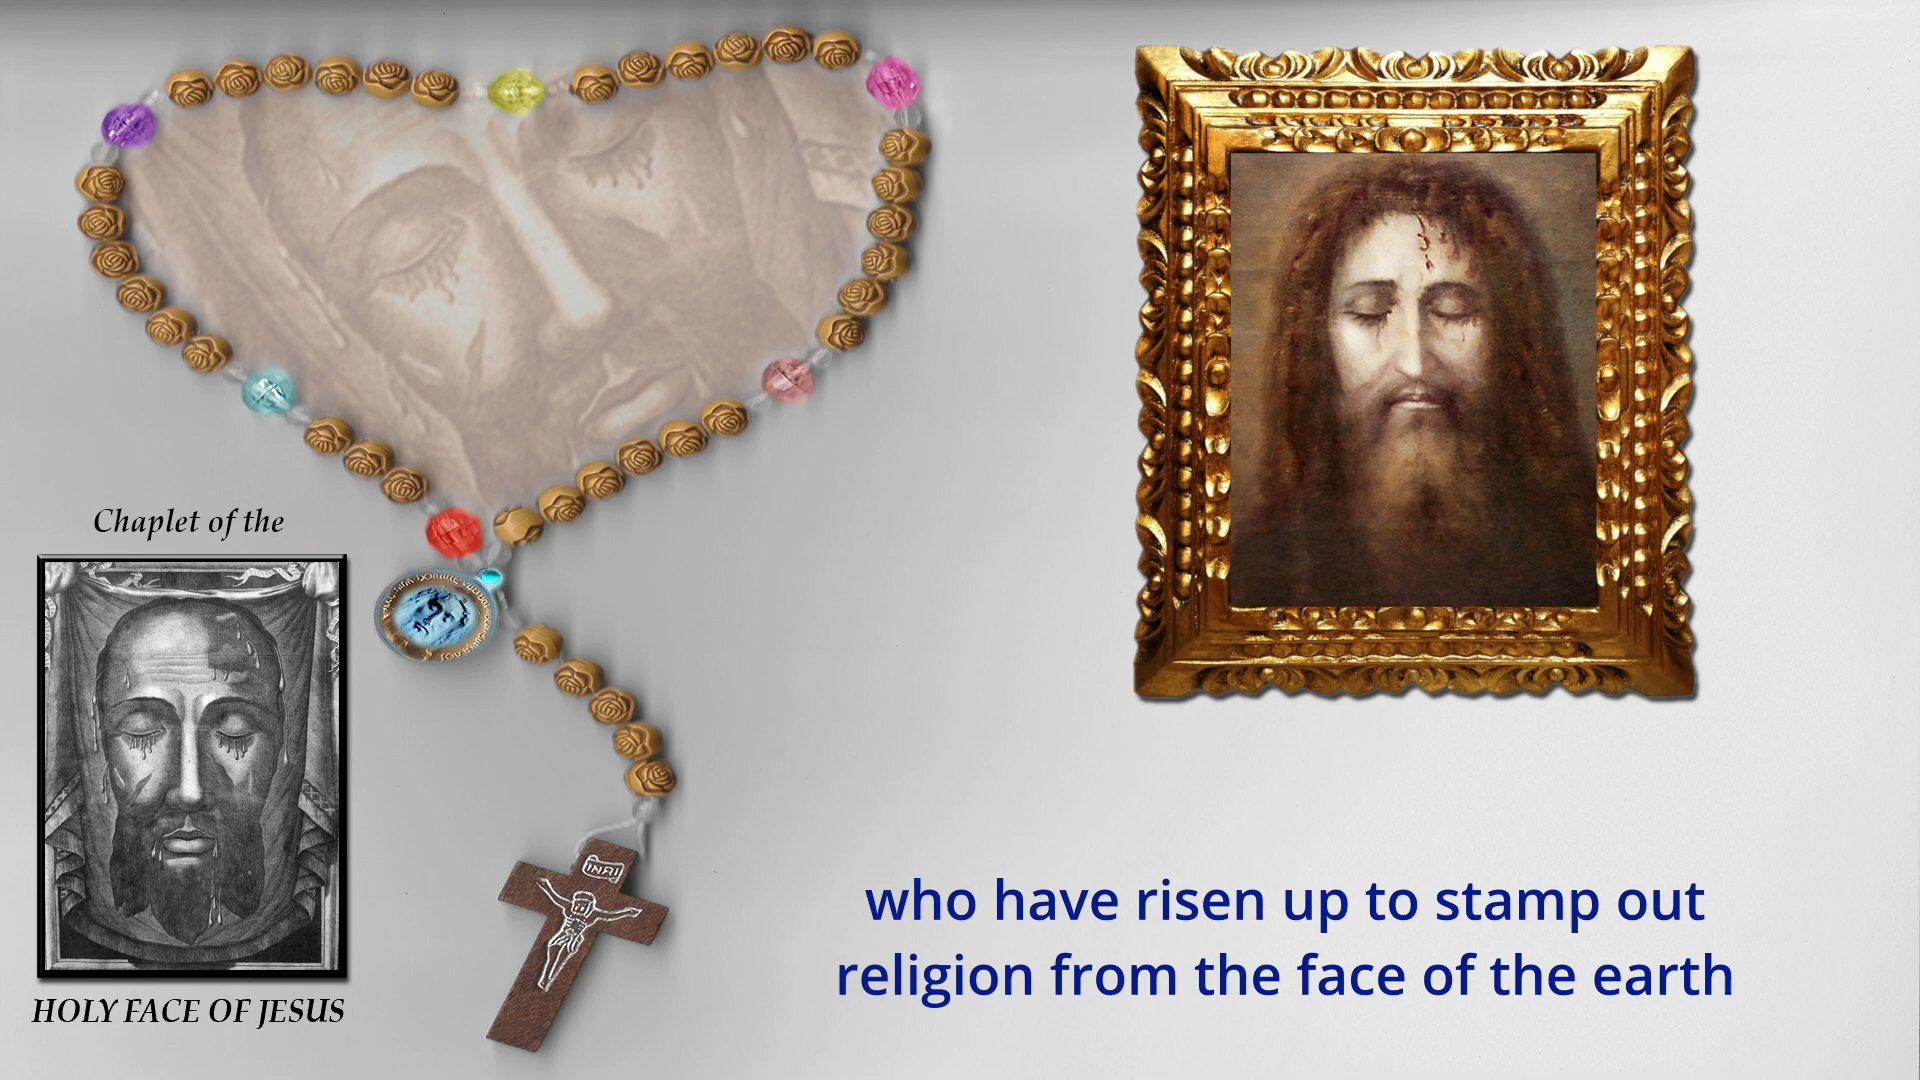 Chaplet of the
HOLY FACE OF JESUS
INRI
who have risen up to stamp out
religion from the face of the earth